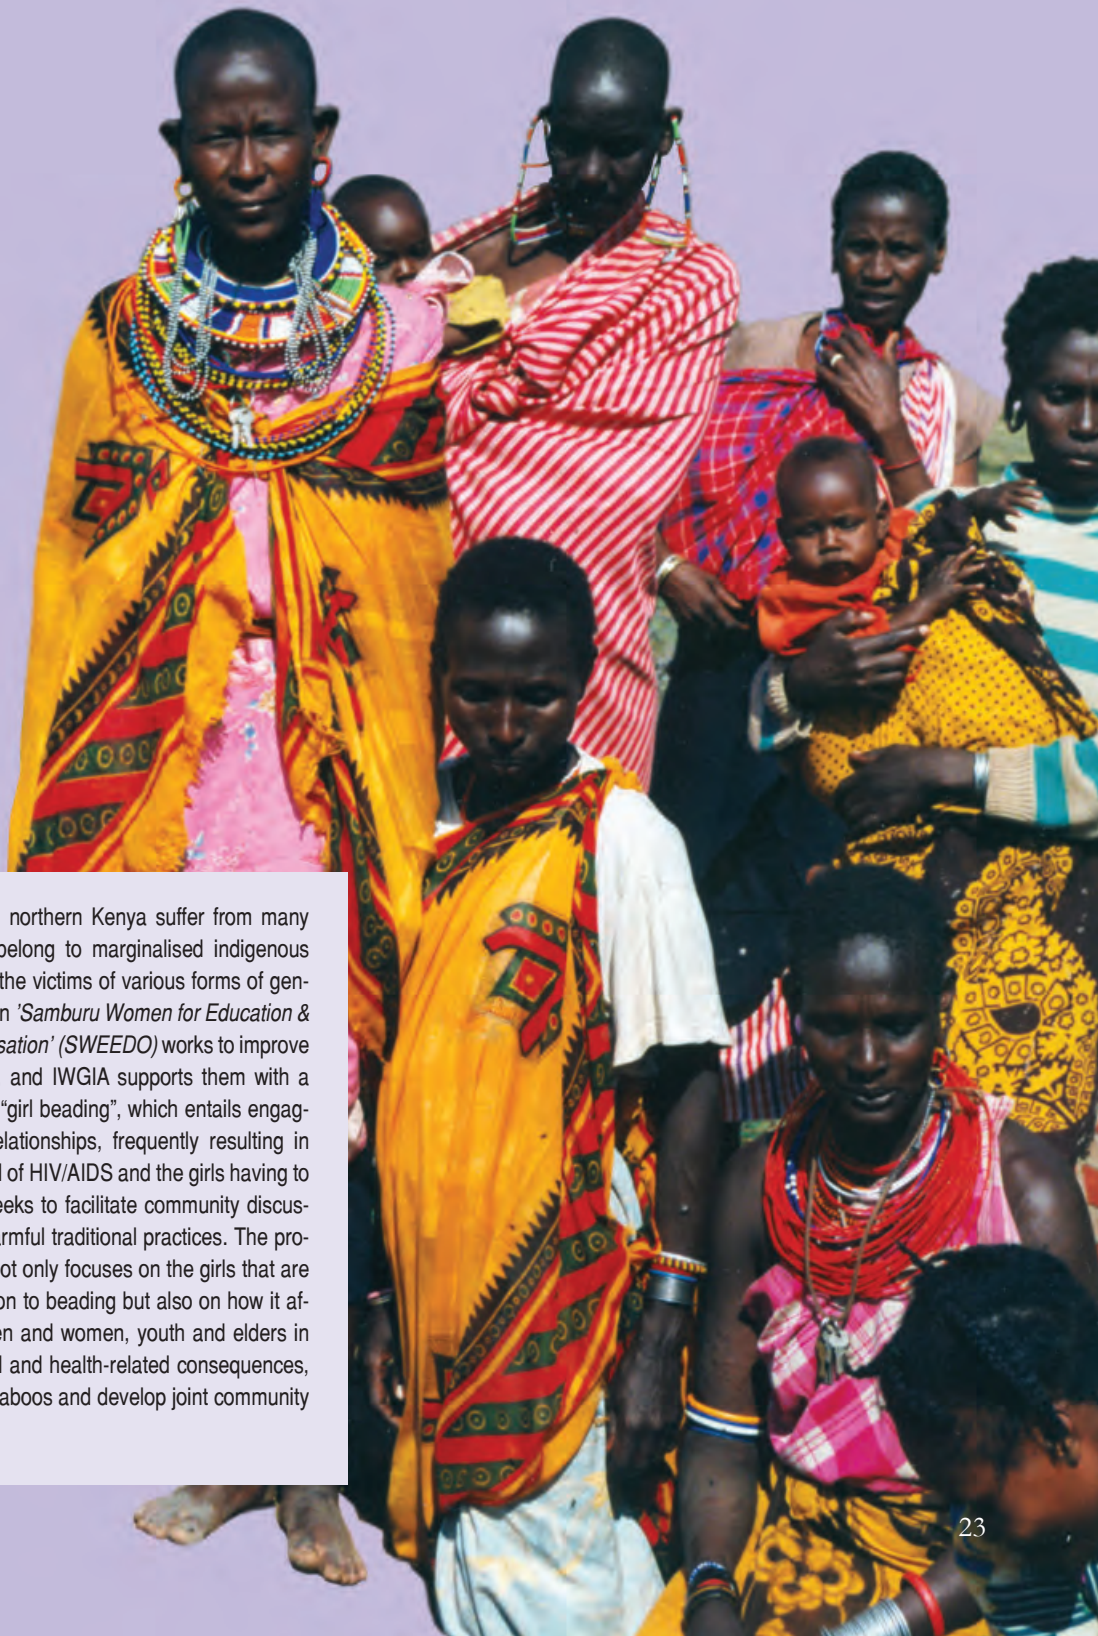 northern Kenya suffer from many
belong to marginalised indigenous
the victims of various forms of gen-
n 'Samburu Women for Education &
sation' (SWEEDO) works to improve
and IWGIA supports them with a
“girl beading”, which entails engag-
elationships, frequently resulting in
l of HIV/AIDS and the girls having to
eeks to facilitate community discus-
armful traditional practices. The pro-
ot only focuses on the girls that are
on to beading but also on how it af-
en and women, youth and elders in
l and health-related consequences,
aboos and develop joint community
23